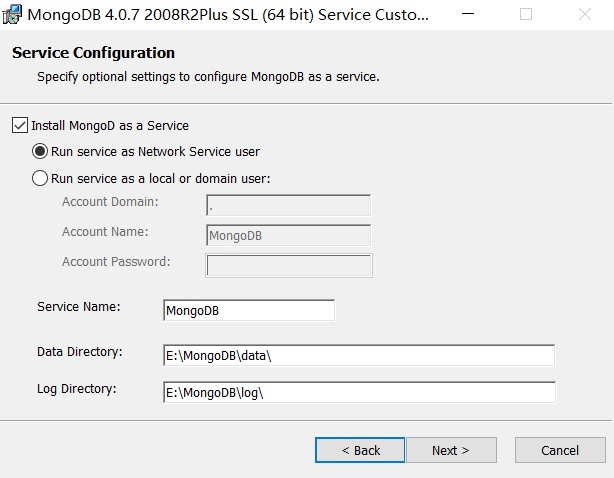 MongoDB 4.0.7 2008R2Plus SSL (64 bit) Service Custo...
Service Configuration
Specify optional settings to configure MongoDB as a service.
Install MongoD as a Service
Run service as Network Service user
Run service as a local or domain user:
Account Domain: .
Account Name: MongoDB
Account Password:
Service Name: MongoDB
Data Directory: E:\MongoDB\data\
Log Directory: E:\MongoDB\log\
< Back Next > Cancel